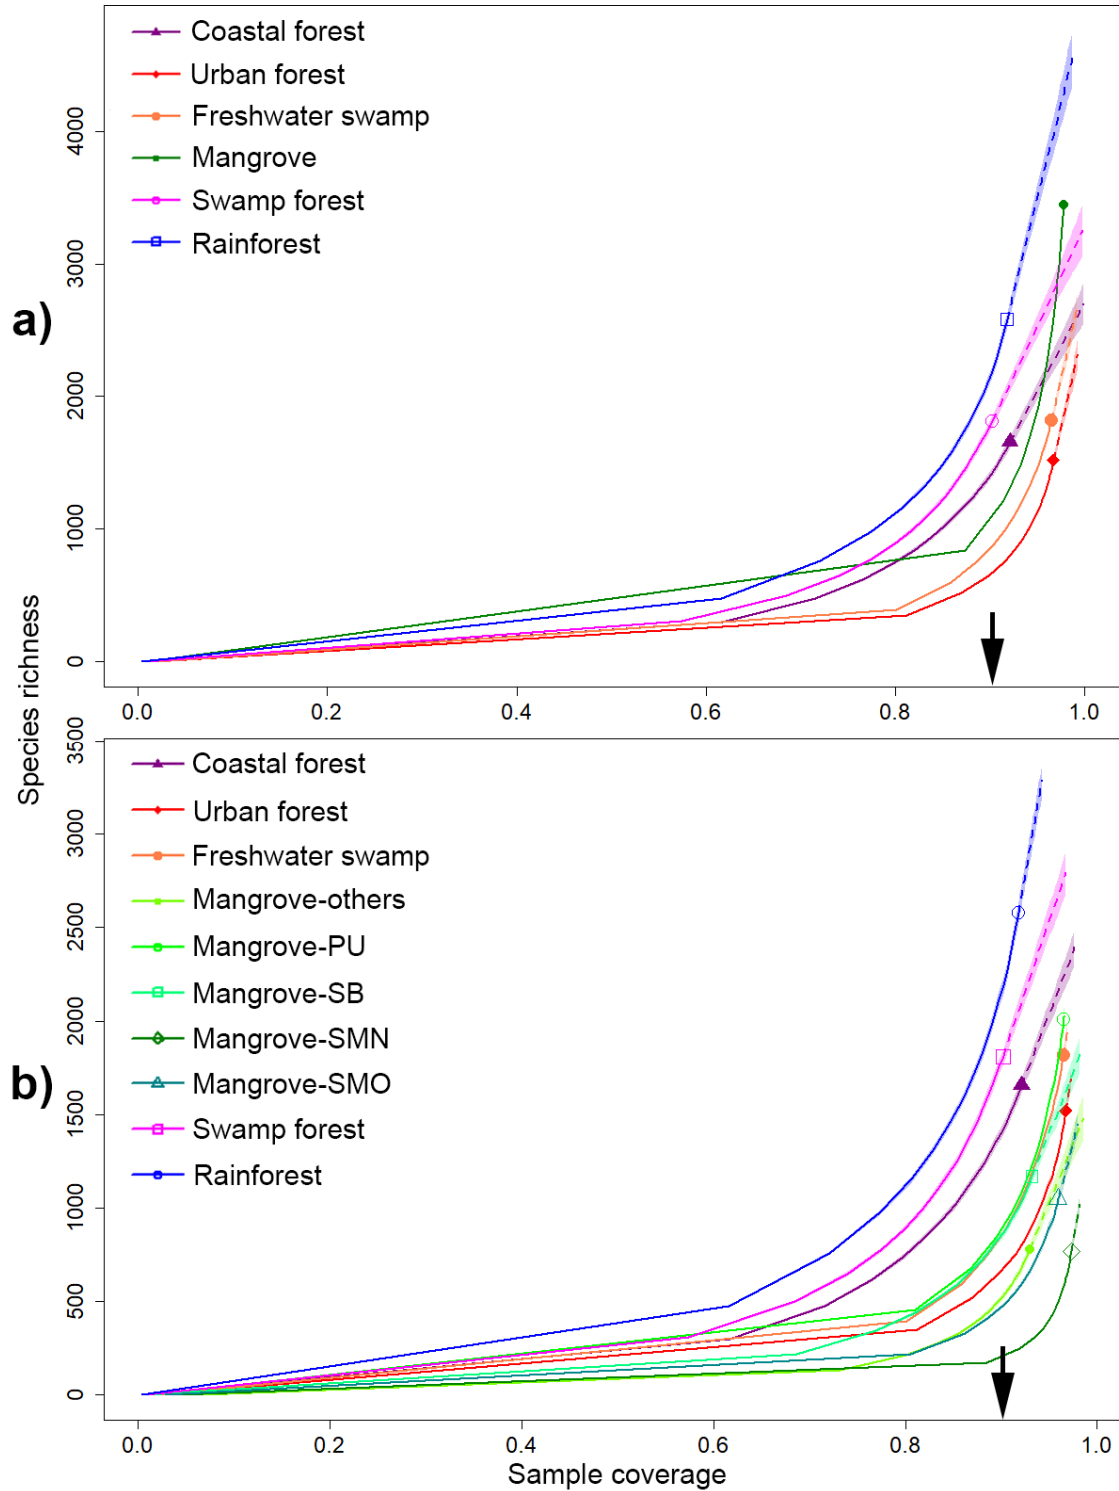 Coastal forest
Urban forest
Freshwater swamp
Mangrove
Swamp forest
Rainforest
a)
0
1000
2000
3000
4000
0.0 0.2 0.4 0.6 0.8 1.0
Species richness
Coastal forest
Urban forest
Freshwater swamp
Mangrove-others
Mangrove-PU
Mangrove-SB
Mangrove-SMN
Mangrove-SMO
Swamp forest
Rainforest
b)
0
500
1000
1500
2000
2500
3000
3500
0.0 0.2 0.4 0.6 0.8 1.0
Sample coverage